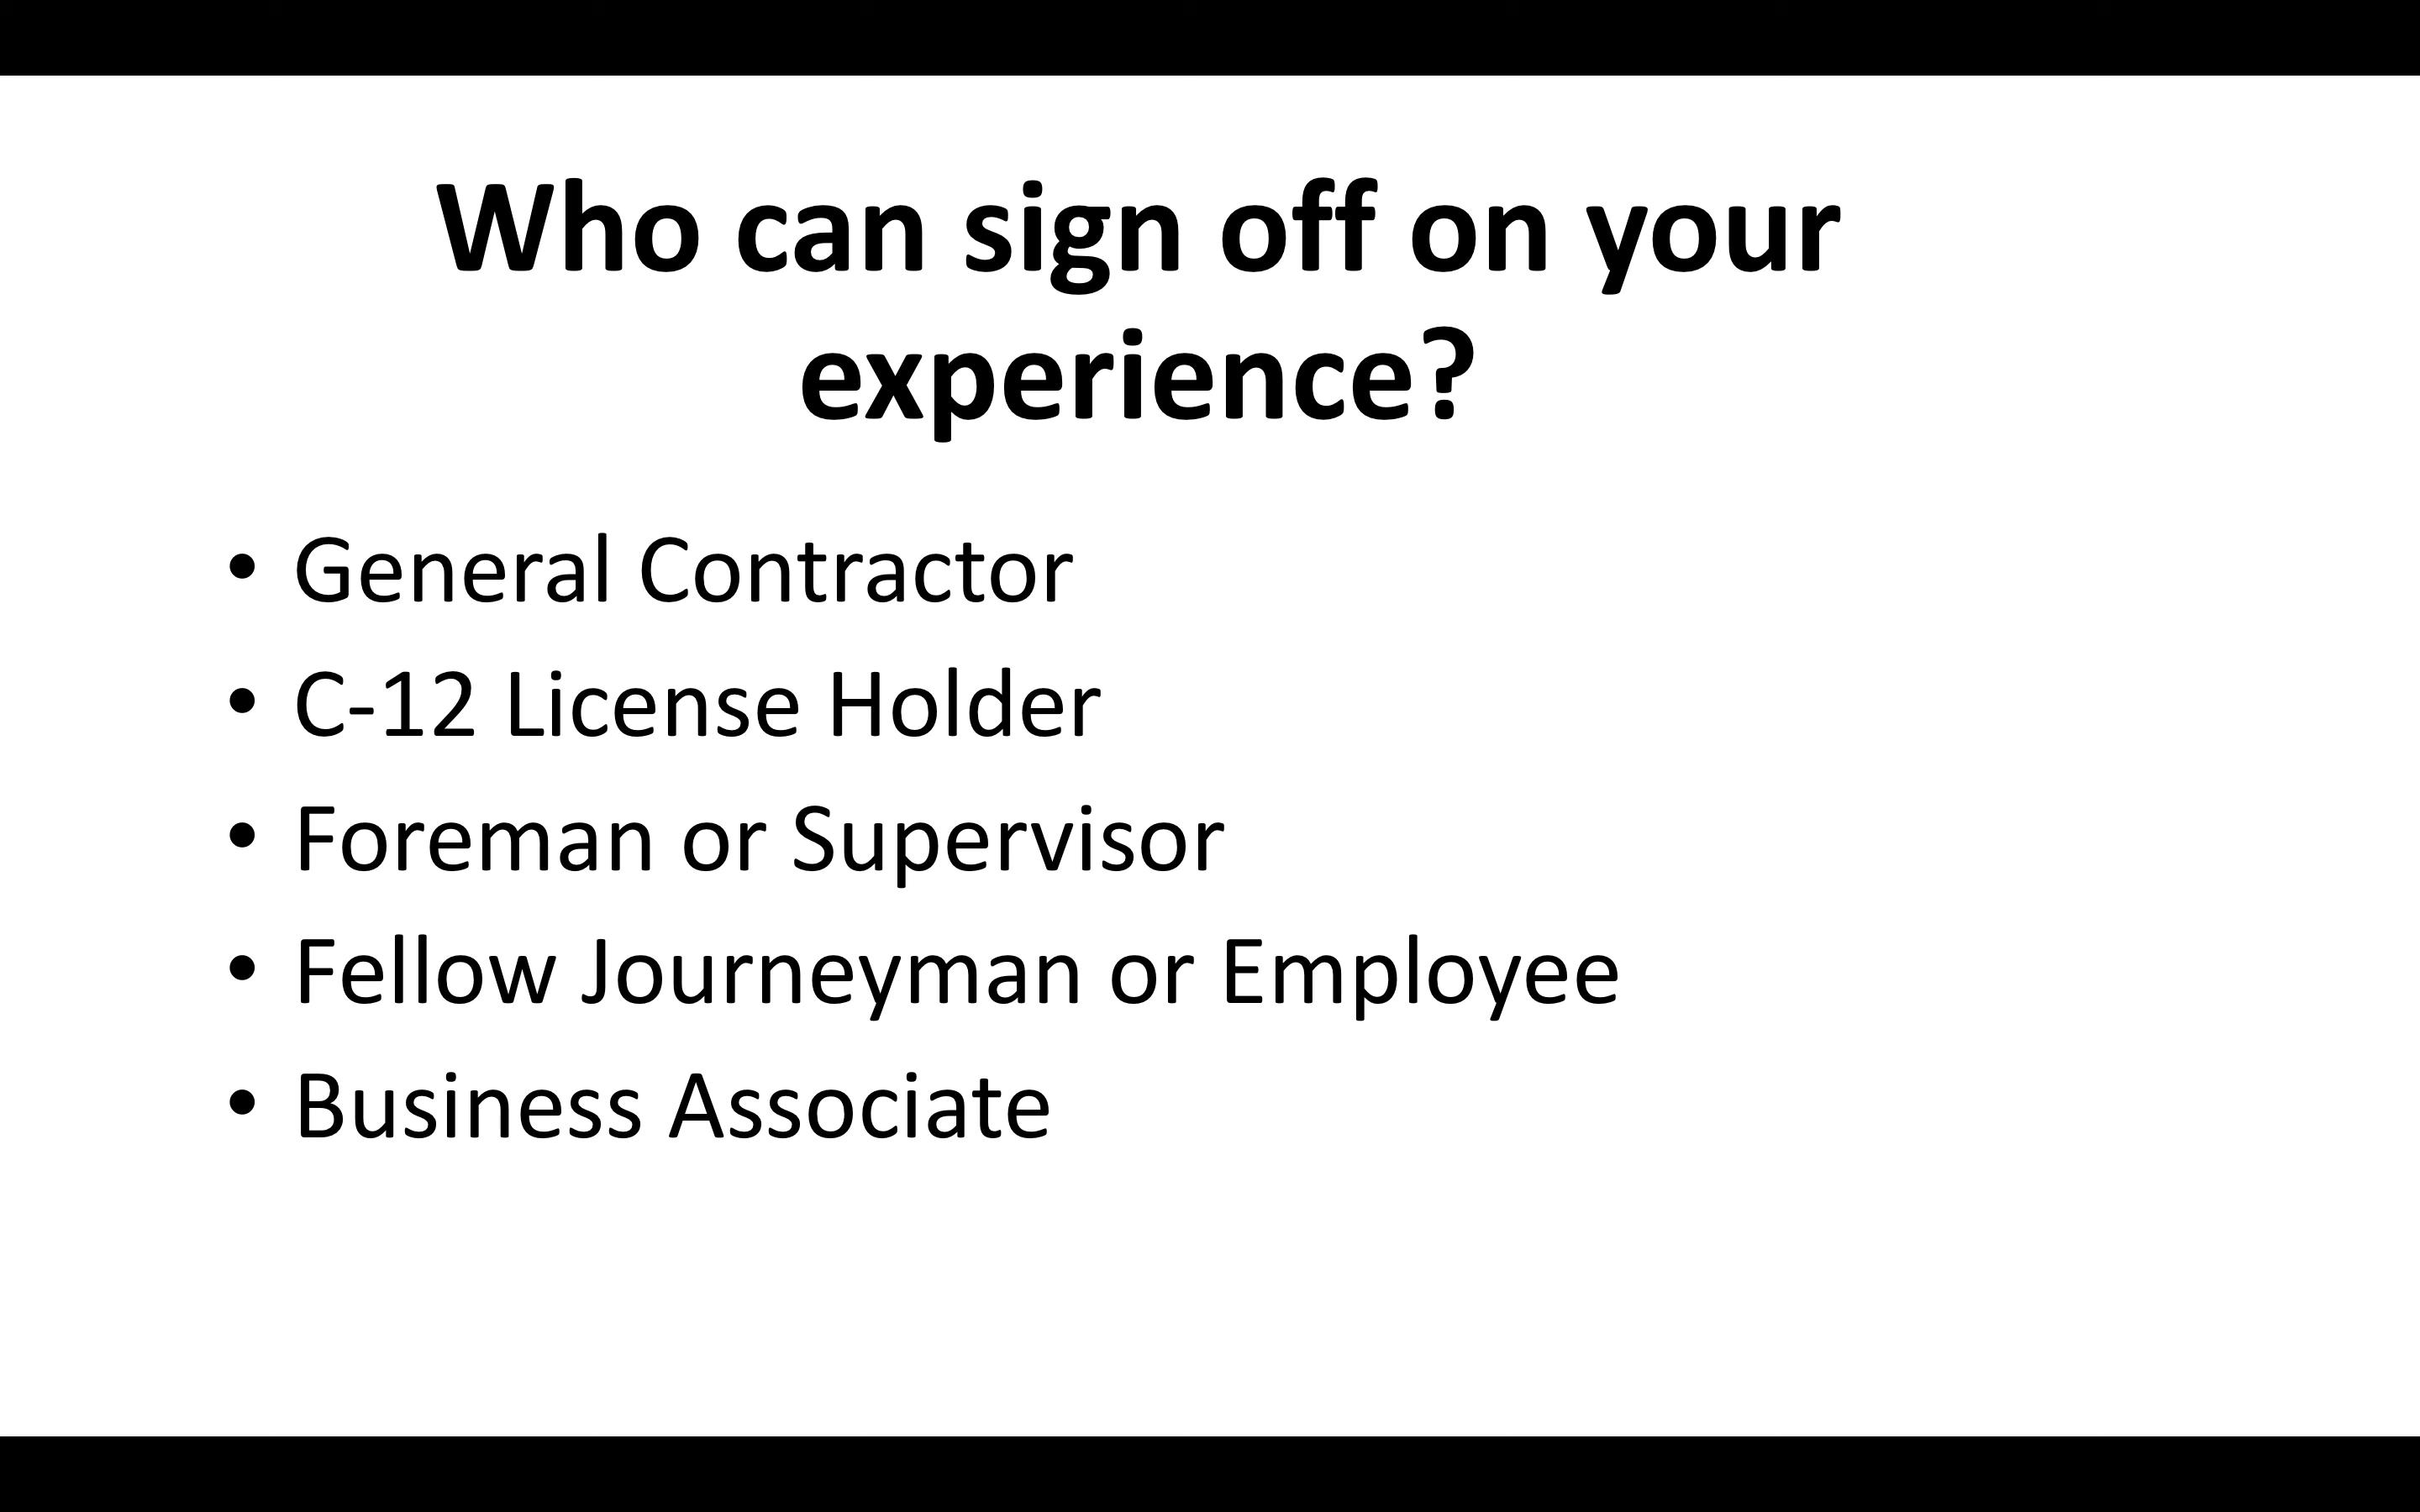 Who can sign off on your
experience?
• General Contractor
• C-12 License Holder
• Foreman or Supervisor
• Fellow Journeyman or Employee
• Business Associate